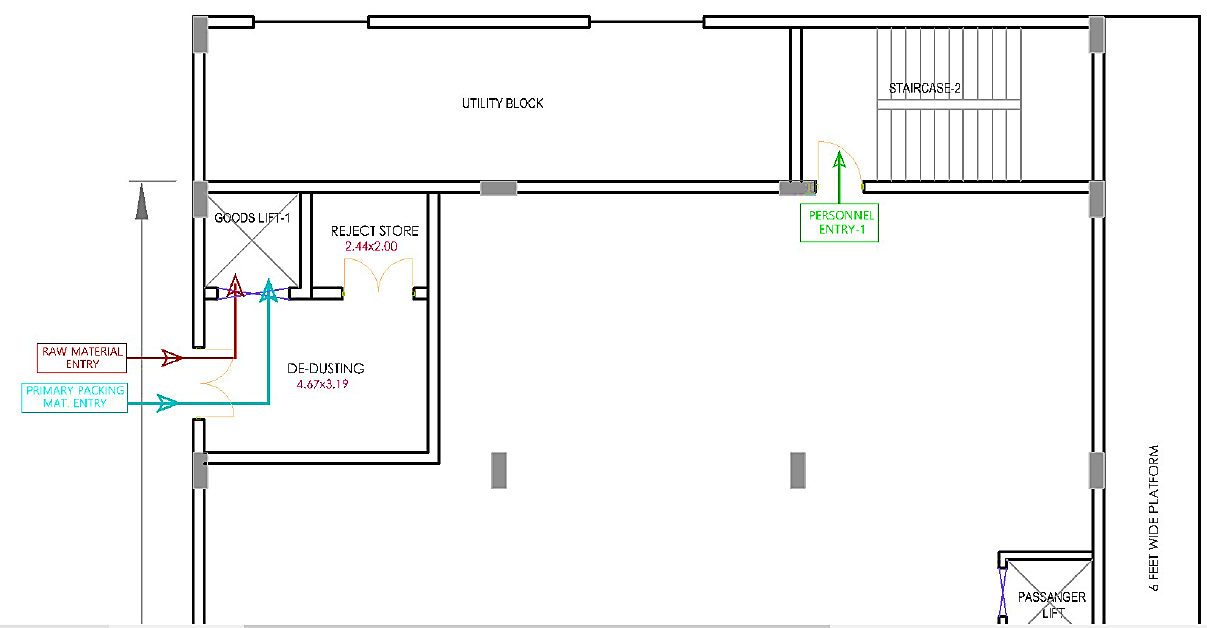 STAIRCASE-2
UTILITY BLOCK
GOODS LIFT-1
PERSONNEL
ENTRY-1
REJECT STORE
2.44x2.00
RAW MATERIAL
ENTRY
DE-DUSTING
4.67x3.19
PRIMARY PACKING
MAT. ENTRY
6 FEET WIDE PLATFORM
PASSANGER
LIFT